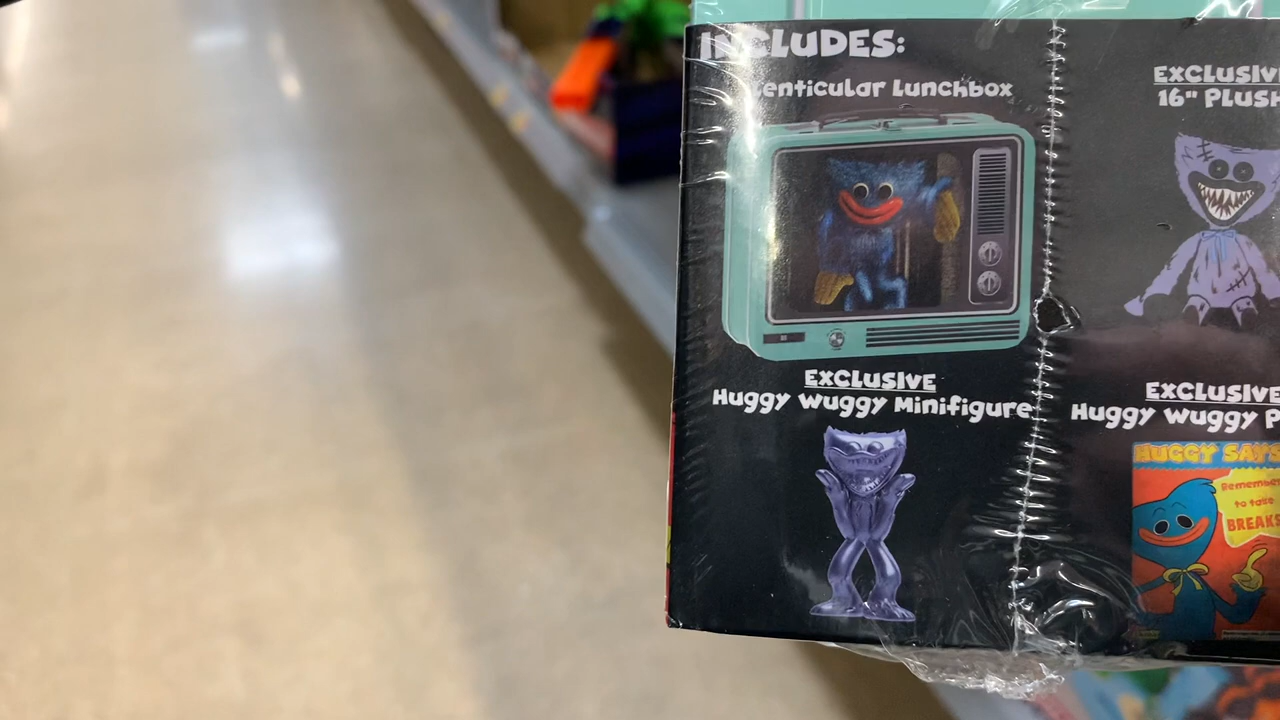 INCLUDES:
Lenticular Lunchbox
EXCLUSIVE
16" PLUSH
EXCLUSIVE
Huggy Wuggy Minifigure
EXCLUSIVE
Huggy Wuggy P
HUGGY SAYS
Remember
to take
BREAKS